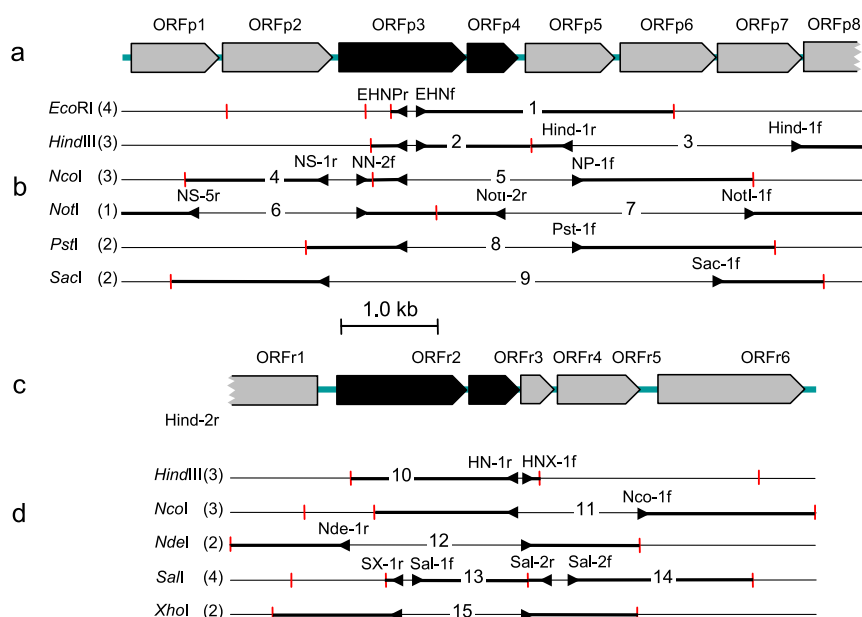 ORFp1 ORFp2 ORFp3 ORFp4 ORFp5 ORFp6 ORFp7 ORFp8
a
EHNPr EHNf
EcoRI (4) 1
HindIII (3) 2 Hind-1r 3 Hind-1f
b
NcoI (3) 4 NS-1r NN-2f 5 NP-1f
NotI (1) NS-5r 6 Notu-2r 7 NotI-1f
PstI (2) 8 Pst-1f
SacI (2) 9 Sac-1f
1.0 kb
ORFr1 ORFr2 ORFr3 ORFr4 ORFr5 ORFr6
c
Hind-2r
HindIII (3) 10 HN-1r HNX-1f
d
NcoI (3) 11 Nco-1f
NdeI (2) Nde-1r 12
SalI (4) SX-1r Sal-1f 13 Sal-2r Sal-2f 14
XhoI (2) 15